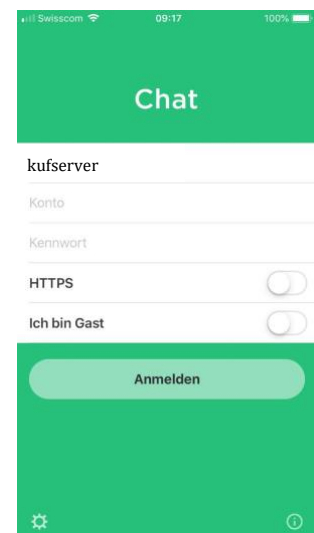 Swisscom 09:17 100%
Chat
kufserver
Konto
Kennwort
HTTPS
Ich bin Gast
Anmelden